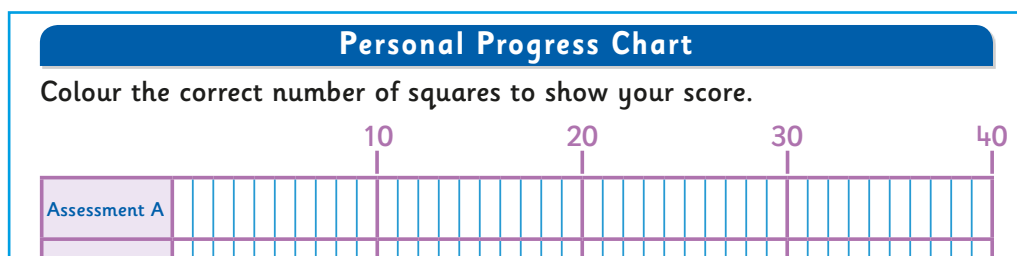 Personal Progress Chart
Colour the correct number of squares to show your score.
10 20 30 40
Assessment A